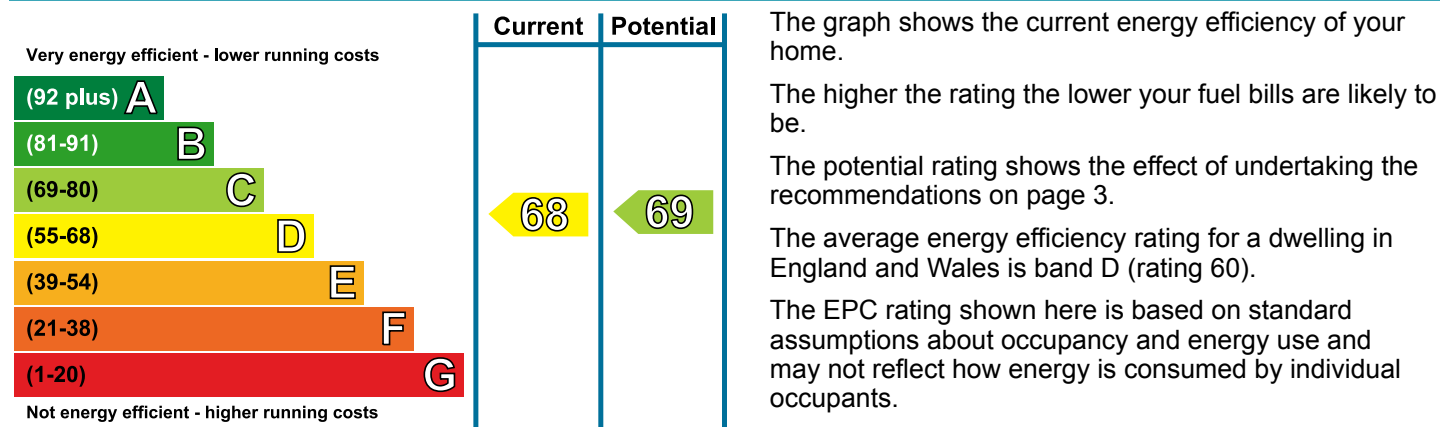 Current Potential
Very energy efficient - lower running costs
(92 plus) A
(81-91) B
(69-80) C
(55-68) D
(39-54) E
(21-38) F
(1-20) G
Not energy efficient - higher running costs
68 69
The graph shows the current energy efficiency of your
home.
The higher the rating the lower your fuel bills are likely to
be.
The potential rating shows the effect of undertaking the
recommendations on page 3.
The average energy efficiency rating for a dwelling in
England and Wales is band D (rating 60).
The EPC rating shown here is based on standard
assumptions about occupancy and energy use and
may not reflect how energy is consumed by individual
occupants.